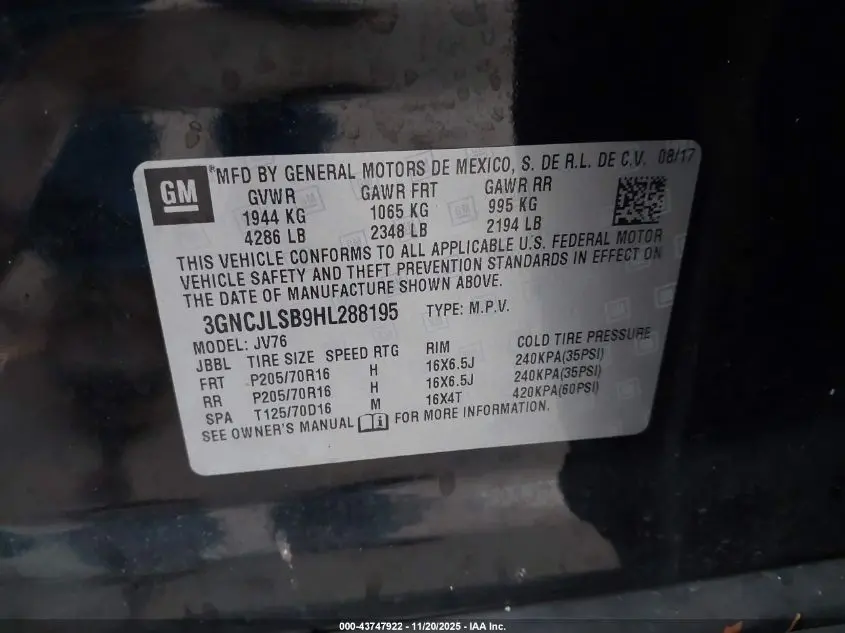 GM
*MFD BY GENERAL MOTORS DE MEXICO, S. DE R.L. DE C.V. 08/17
GVWR GAWR FRT GAWR RR
1944 KG 1065 KG 995 KG
4286 LB 2348 LB 2194 LB
THIS VEHICLE CONFORMS TO ALL APPLICABLE U.S. FEDERAL MOTOR
VEHICLE SAFETY AND THEFT PREVENTION STANDARDS IN EFFECT ON
THE DATE OF MANUFACTURE SHOWN ABOVE.
3GNCJLSB9HL288195 TYPE: M.P.V.
MODEL: JV76
JBBL TIRE SIZE SPEED RTG RIM COLD TIRE PRESSURE
FRT P205/70R16 H 16X6.5J 240KPA(35PSI)
RR P205/70R16 H 16X6.5J 240KPA(35PSI)
SPA T125/70D16 M 16X4T 420KPA(60PSI)
SEE OWNER'S MANUAL i FOR MORE INFORMATION.
000-43747922 - 11/20/2025 - IAA Inc.